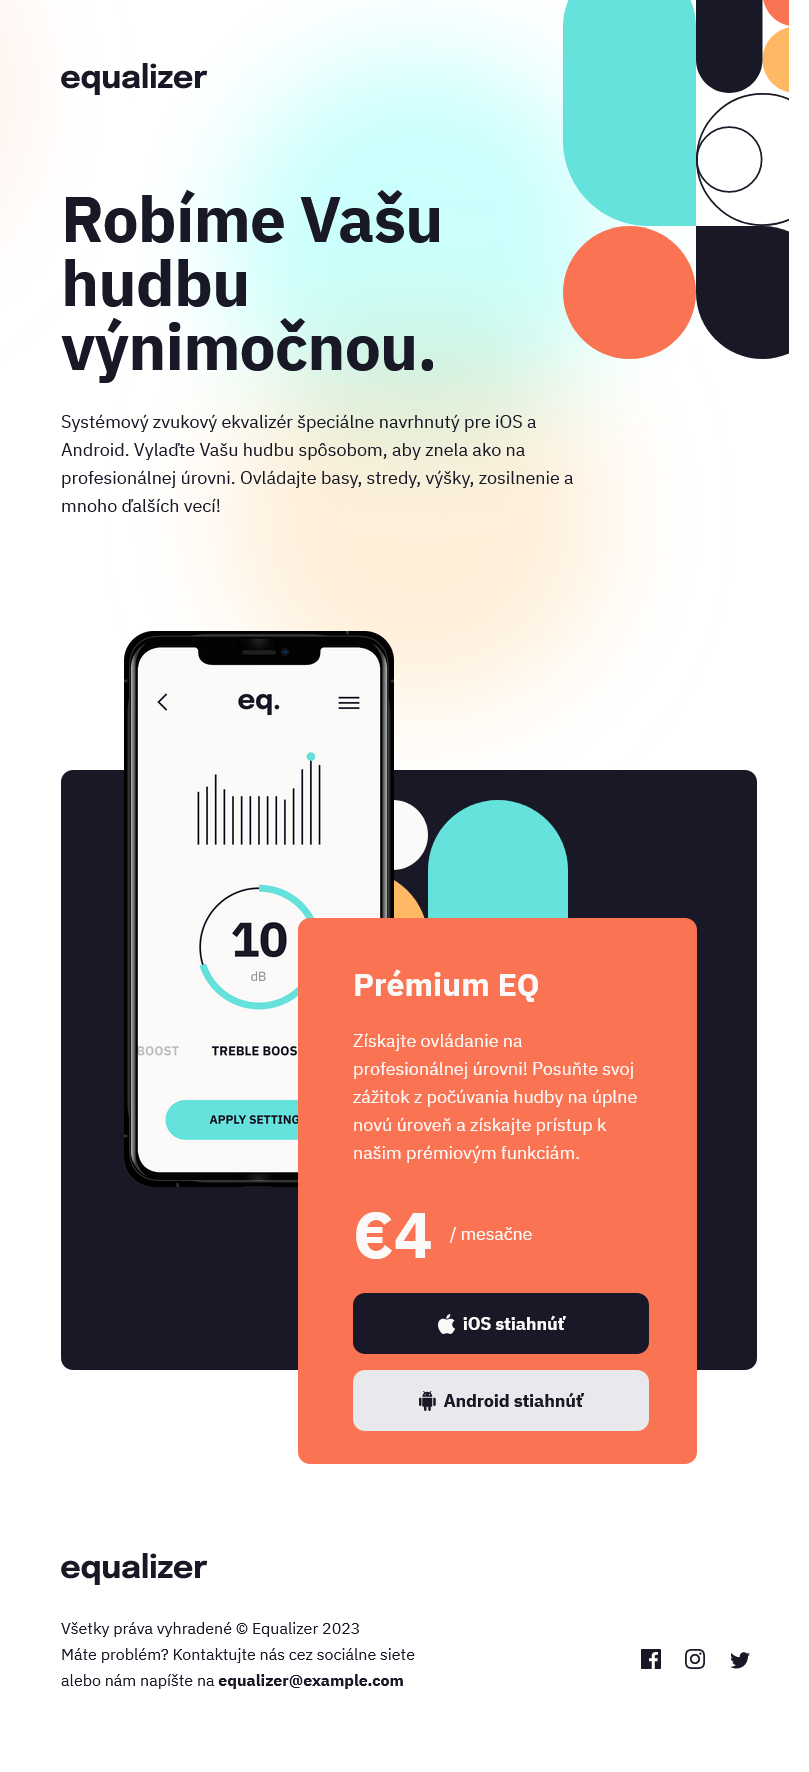 equalizer
Robíme Vašu
hudbu
výnimočnou.
Systémový zvukový ekvalizér špeciálne navrhnutý pre iOS a
Android. Vylaďte Vašu hudbu spôsobom, aby znela ako na
profesionálnej úrovni. Ovládajte basy, stredy, výšky, zosilnenie a
mnoho ďalších vecí!
eq.
10
dB
BOOST TREBLE BOOS
APPLY SETTING
Prémium EQ
Získajte ovládanie na
profesionálnej úrovni! Posuňte svoj
zážitok z počúvania hudby na úplne
novú úroveň a získajte prístup k
našim prémiovým funkciám.
€4 / mesačne
iOS stiahnúť
Android stiahnúť
equalizer
Všetky práva vyhradené © Equalizer 2023
Máte problém? Kontaktujte nás cez sociálne siete
alebo nám napíšte na equalizer@example.com